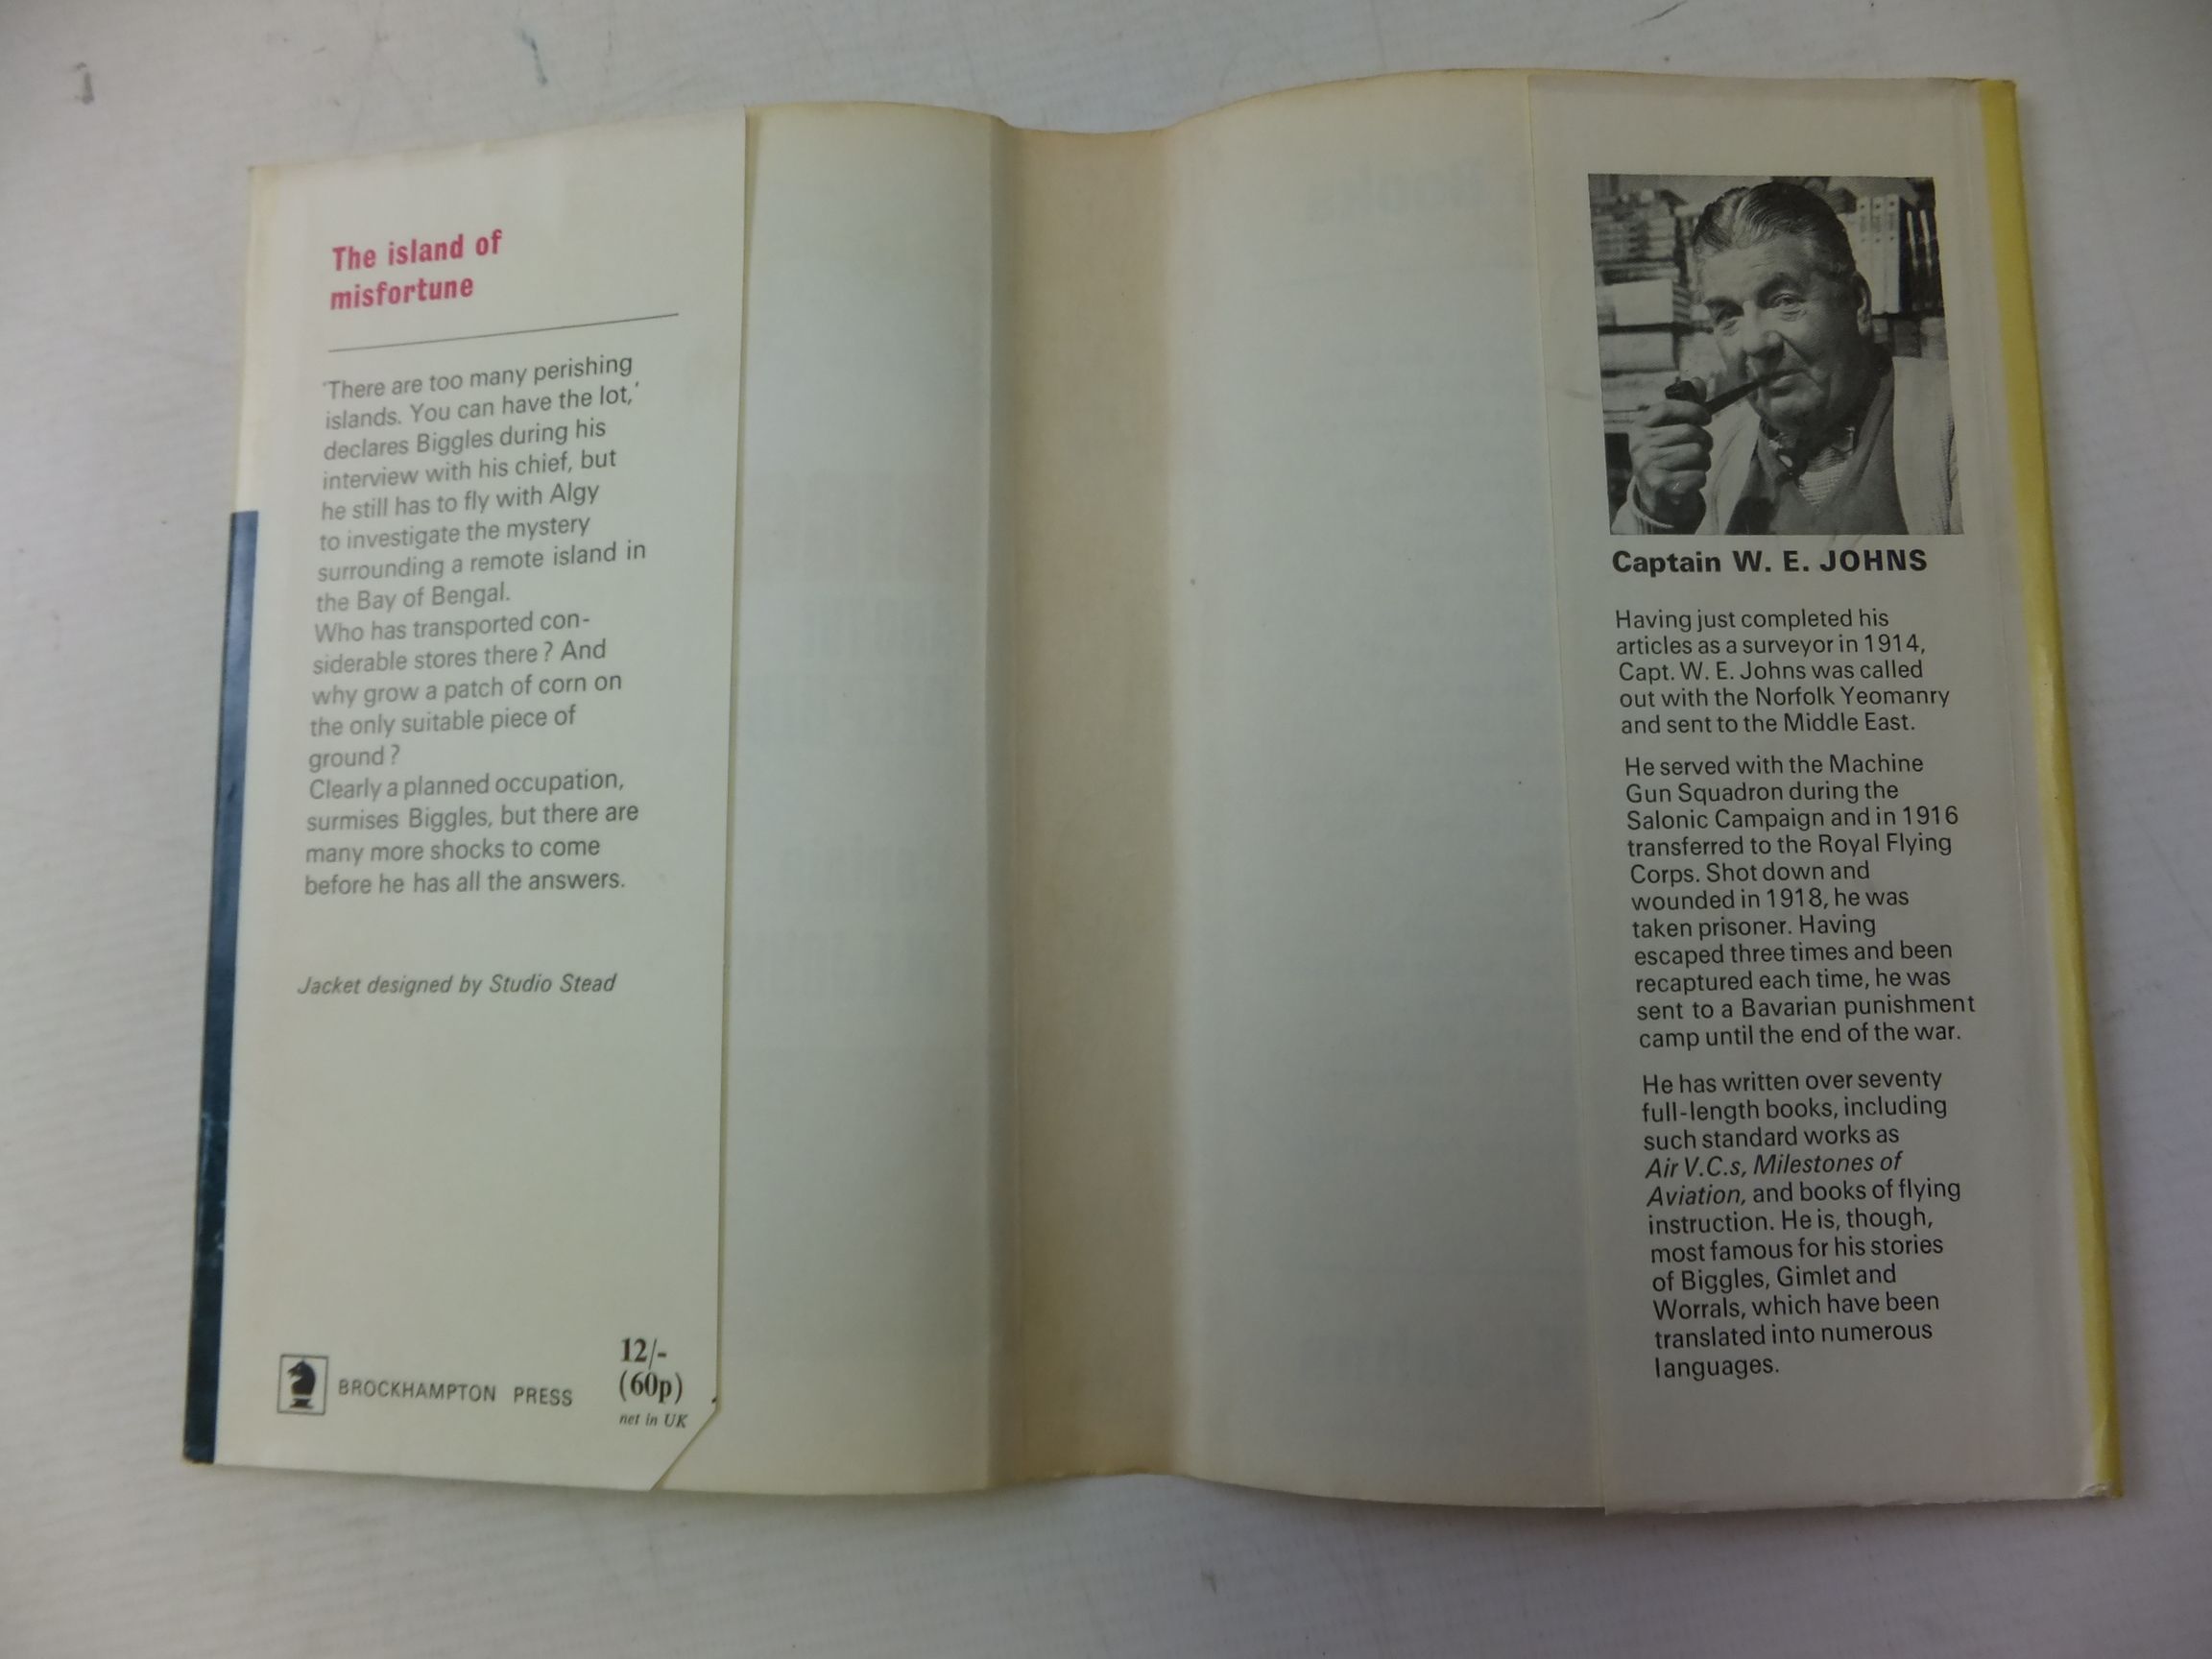 The island of
misfortune
'There are too many perishing
islands. You can have the lot,'
declares Biggles during his
interview with his chief, but
he still has to fly with Algy
to investigate the mystery
surrounding a remote island in
the Bay of Bengal.
Who has transported con-
siderable stores there? And
why grow a patch of corn on
the only suitable piece of
ground?
Clearly a planned occupation,
surmises Biggles, but there are
many more shocks to come
before he has all the answers.
Jacket designed by Studio Stead
BROCKHAMPTON PRESS
12/-
(60p)
net in UK
Captain W. E. JOHNS
Having just completed his
articles as a surveyor in 1914,
Capt. W. E. Johns was called
out with the Norfolk Yeomanry
and sent to the Middle East.
He served with the Machine
Gun Squadron during the
Salonic Campaign and in 1916
transferred to the Royal Flying
Corps. Shot down and
wounded in 1918, he was
taken prisoner. Having
escaped three times and been
recaptured each time, he was
sent to a Bavarian punishment
camp until the end of the war.
He has written over seventy
full-length books, including
such standard works as
Air V.C.s, Milestones of
Aviation, and books of flying
instruction. He is, though,
most famous for his stories
of Biggles, Gimlet and
Worrals, which have been
translated into numerous
languages.